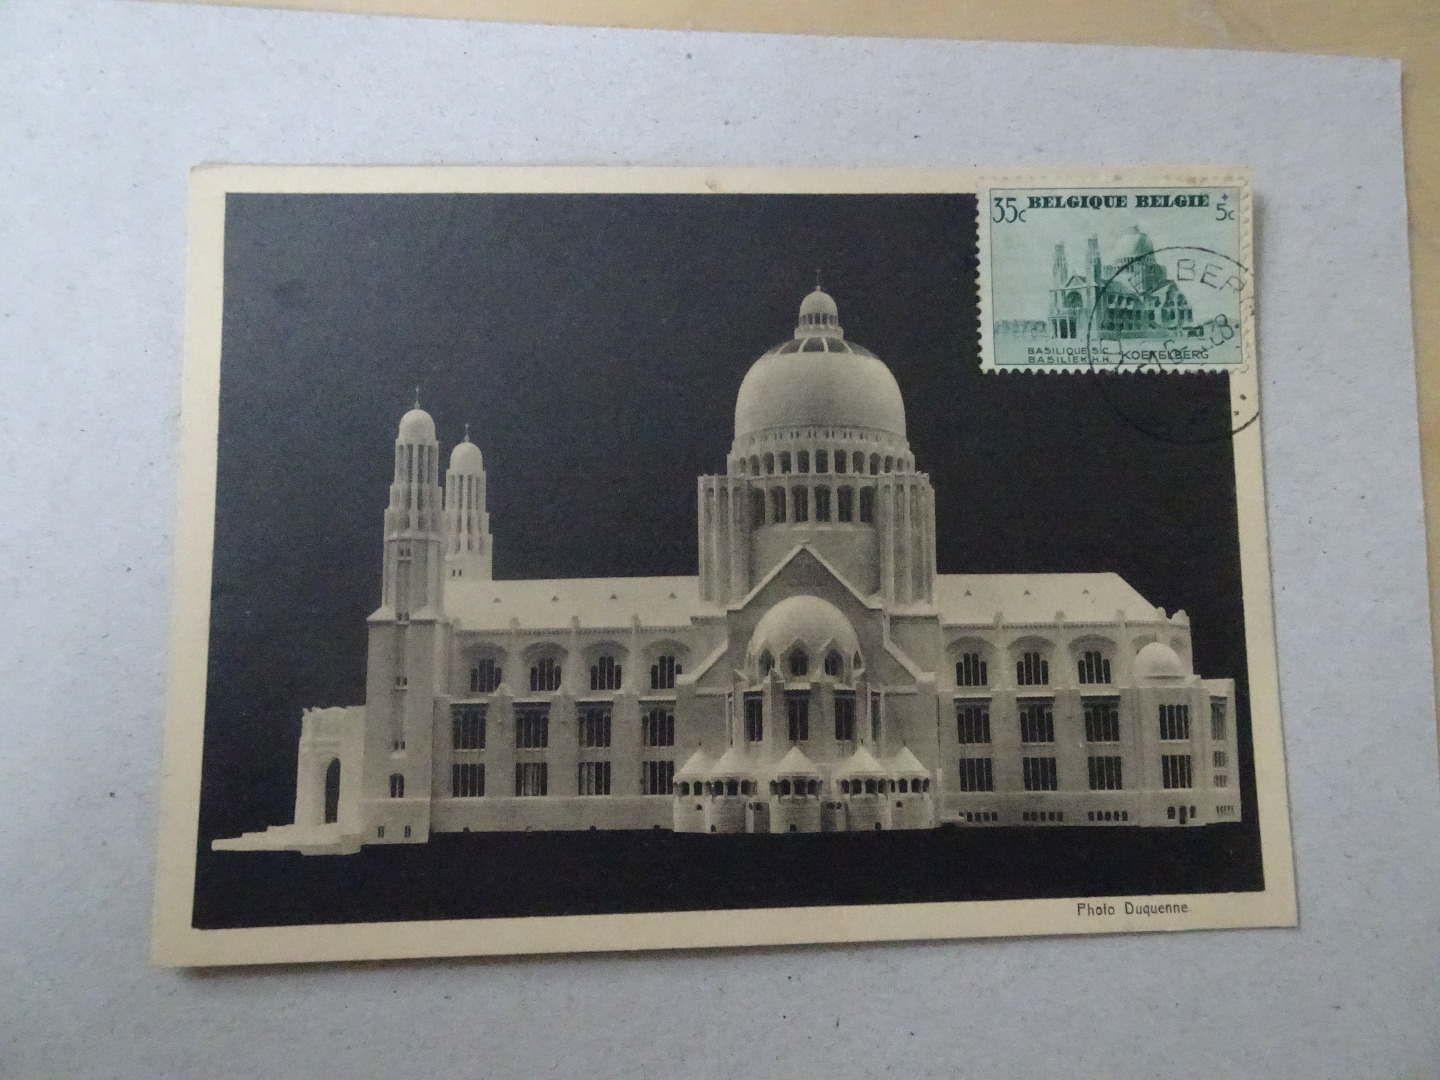 35c BELGIQUE BELGIE + 5c
BASILIQUE S.C.
BASILIEK H.H. KOEKELBERG
Photo Duquenne